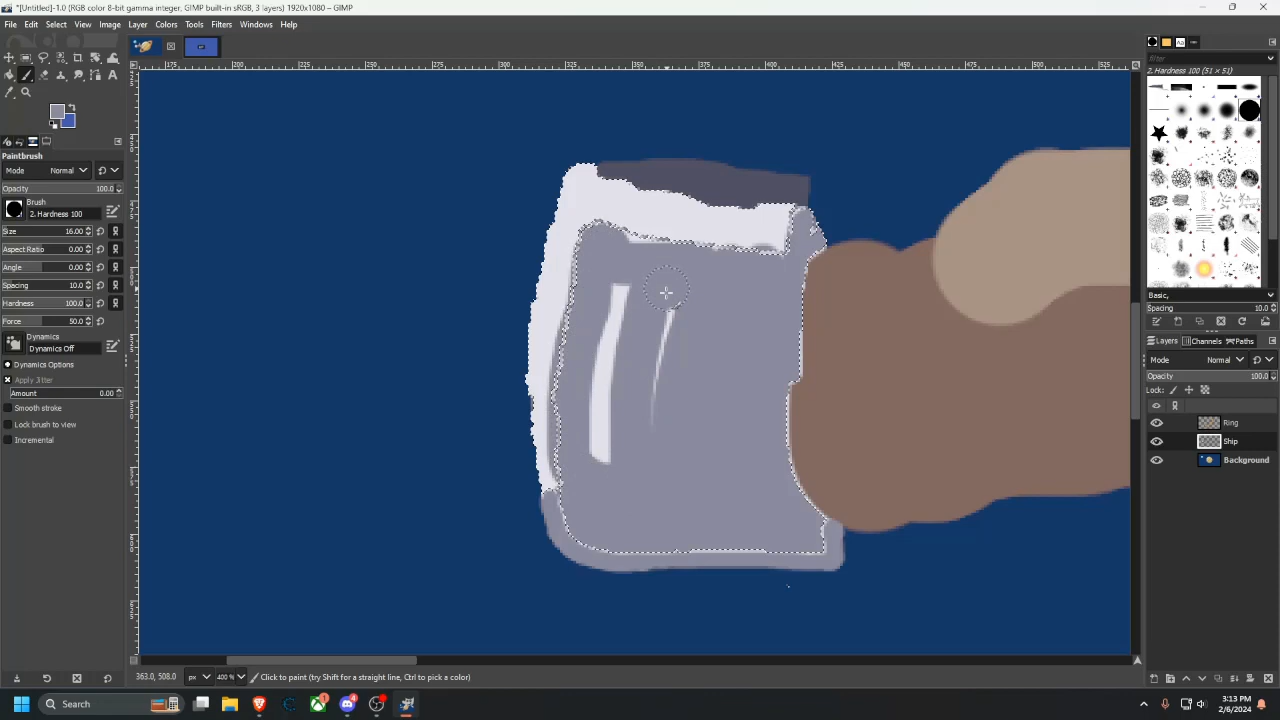 *[Untitled]-1.0 (RGB color 8-bit gamma integer, GIMP built-in sRGB, 3 layers) 1920x1080 – GIMP
File Edit Select View Image Layer Colors Tools Filters Windows Help
filter
2. Hardness 100 (51 × 51)
Paintbrush
Mode Normal
Opacity 100.0
Brush
2. Hardness 100
Size 16.00
Aspect Ratio 0.00
Angle 0.00
Spacing 10.0
Hardness 100.0
Force 50.0
Dynamics
Dynamics Off
Dynamics Options
Apply Jitter
Amount 0.00
Smooth stroke
Lock brush to view
Incremental
Basic,
Spacing 10.0
Layers Channels Paths
Mode Normal
Opacity 100.0
Lock:
Ring
Ship
Background
363.0, 508.0 px 400 % Click to paint (try Shift for a straight line, Ctrl to pick a color)
Search
3:13 PM
2/6/2024